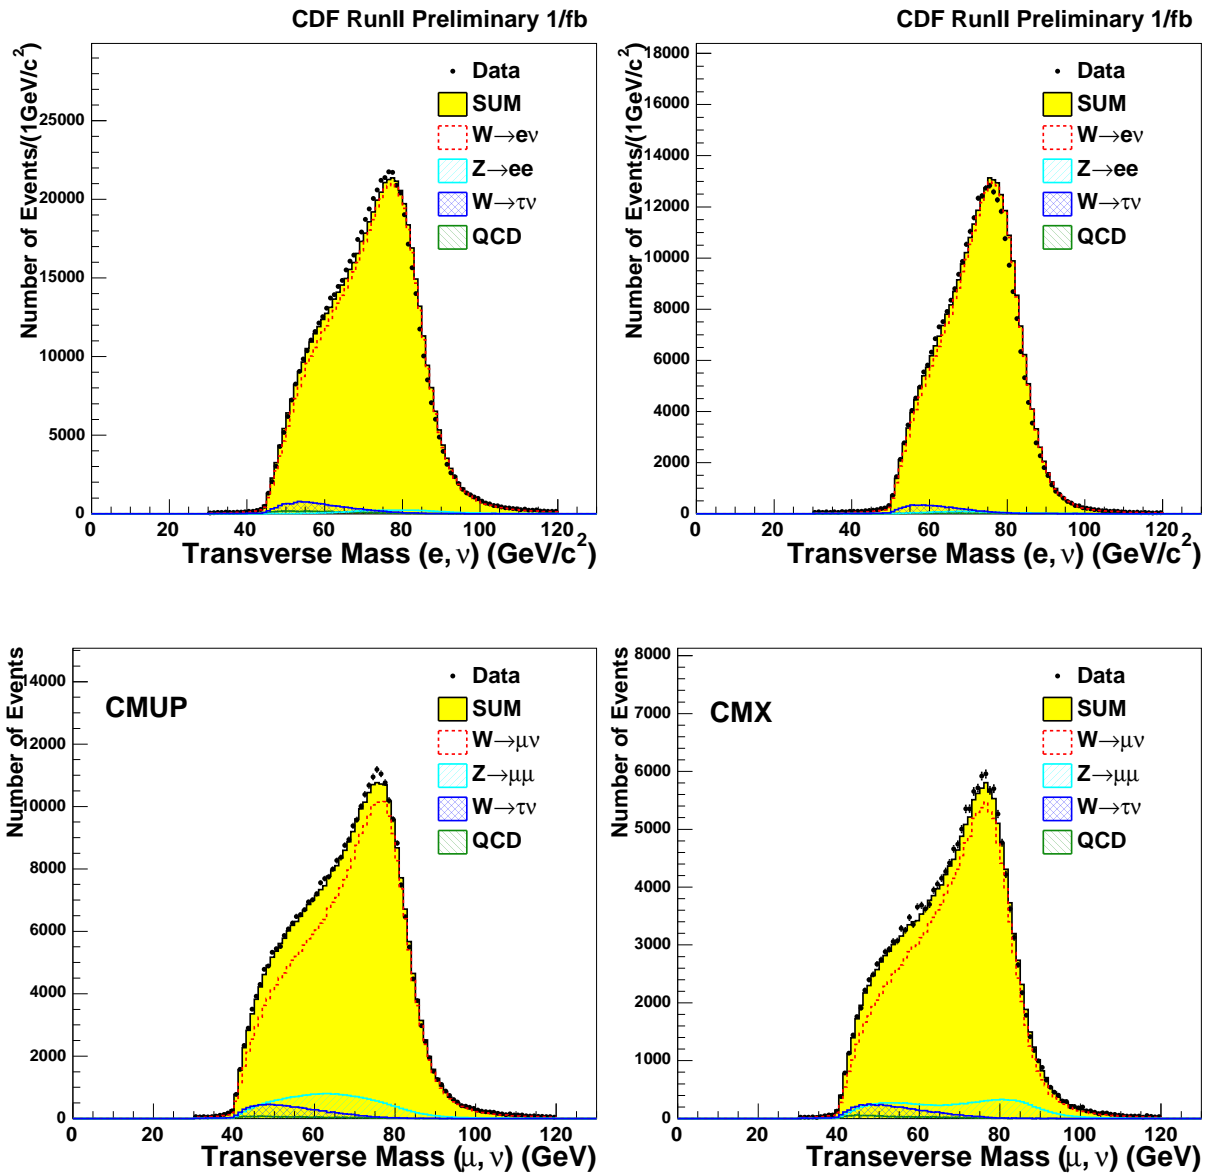 CDF RunII Preliminary 1/fb
Number of Events/(1GeV/c²)
25000
20000
15000
10000
5000
0
0 20 40 60 80 100 120
Transverse Mass (e, ν) (GeV/c²)
Data
SUM
W→eν
Z→ee
W→τν
QCD
CDF RunII Preliminary 1/fb
Number of Events/(1GeV/c²)
18000
16000
14000
12000
10000
8000
6000
4000
2000
0
0 20 40 60 80 100 120
Transverse Mass (e, ν) (GeV/c²)
Data
SUM
W→eν
Z→ee
W→τν
QCD
Number of Events
14000
12000
10000
8000
6000
4000
2000
0
0 20 40 60 80 100 120
Transeverse Mass (μ, ν) (GeV)
CMUP
Data
SUM
W→μν
Z→μμ
W→τν
QCD
Number of Events
8000
7000
6000
5000
4000
3000
2000
1000
0
0 20 40 60 80 100 120
Transeverse Mass (μ, ν) (GeV)
CMX
Data
SUM
W→μν
Z→μμ
W→τν
QCD